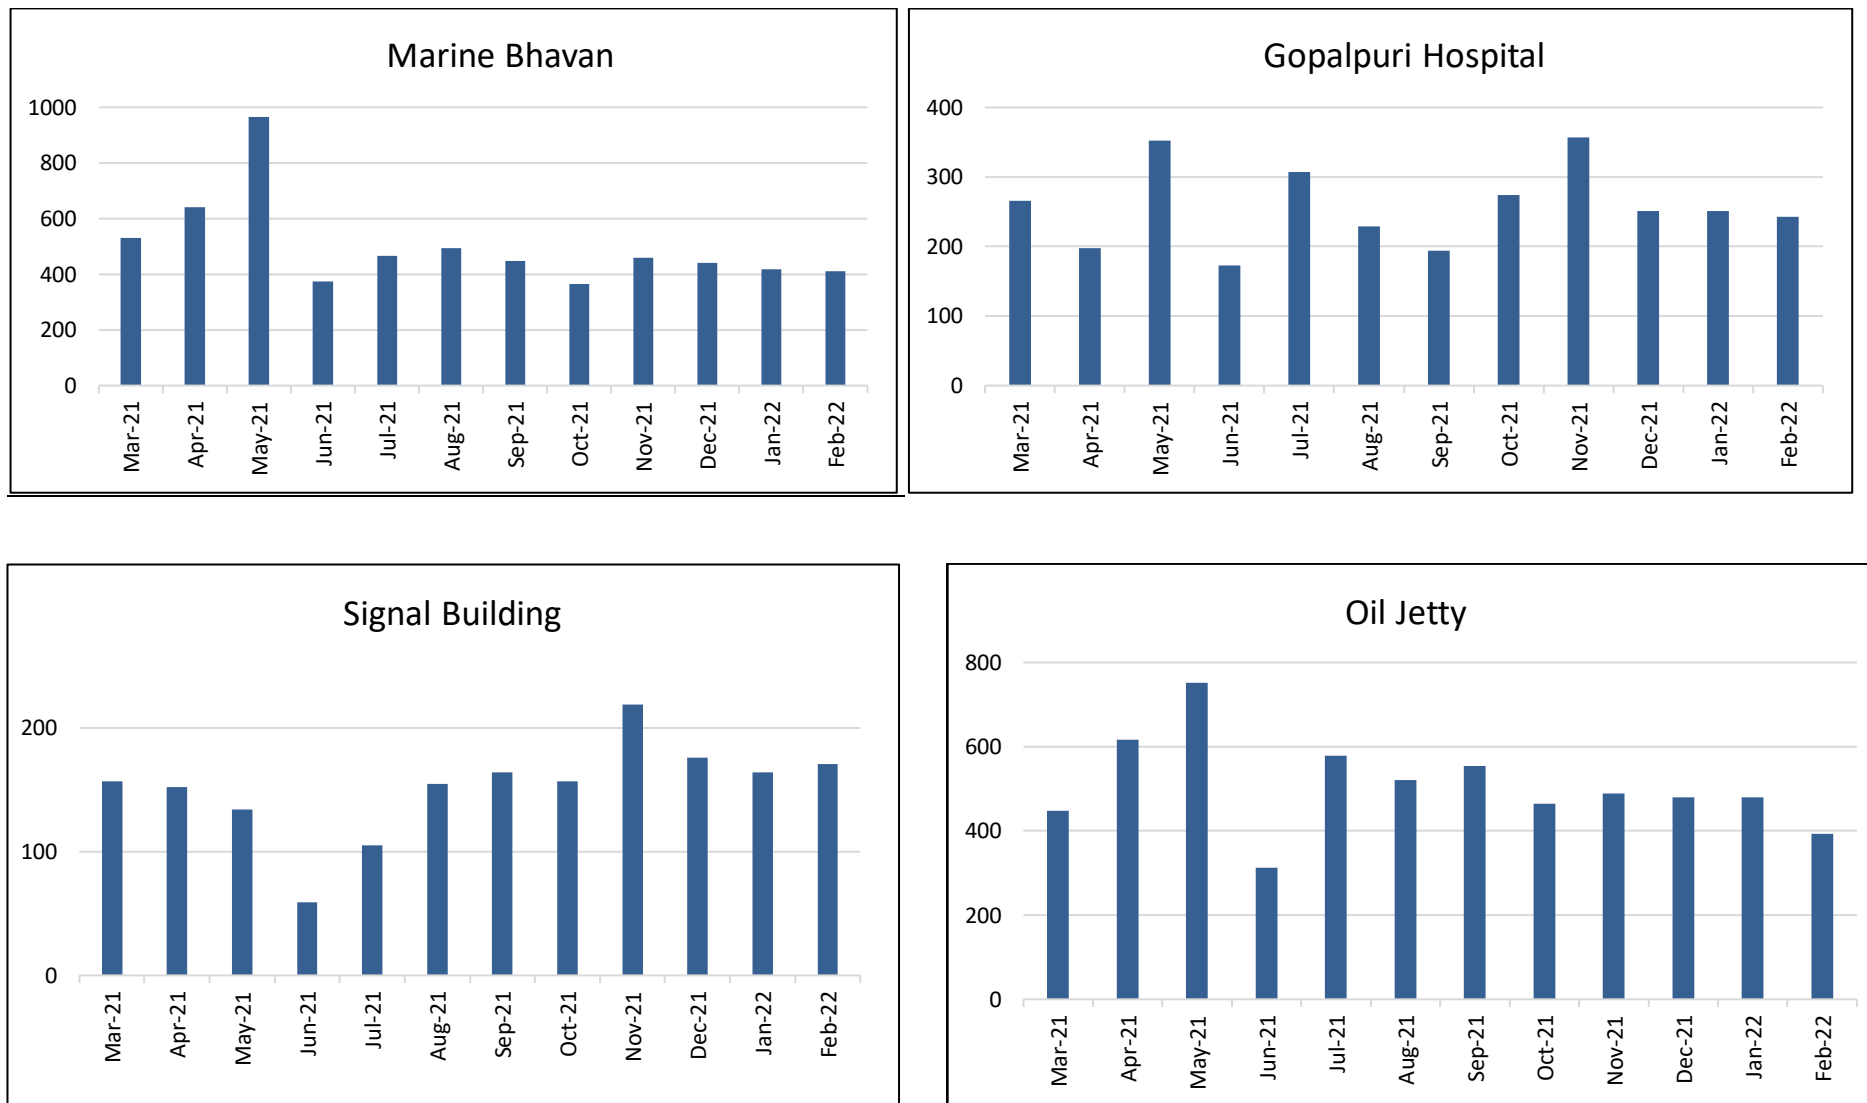 Marine Bhavan
1000
800
600
400
200
0
Mar-21
Apr-21
May-21
Jun-21
Jul-21
Aug-21
Sep-21
Oct-21
Nov-21
Dec-21
Jan-22
Feb-22
Gopalpuri Hospital
400
300
200
100
0
Mar-21
Apr-21
May-21
Jun-21
Jul-21
Aug-21
Sep-21
Oct-21
Nov-21
Dec-21
Jan-22
Feb-22
Signal Building
200
100
0
Mar-21
Apr-21
May-21
Jun-21
Jul-21
Aug-21
Sep-21
Oct-21
Nov-21
Dec-21
Jan-22
Feb-22
Oil Jetty
800
600
400
200
0
Mar-21
Apr-21
May-21
Jun-21
Jul-21
Aug-21
Sep-21
Oct-21
Nov-21
Dec-21
Jan-22
Feb-22